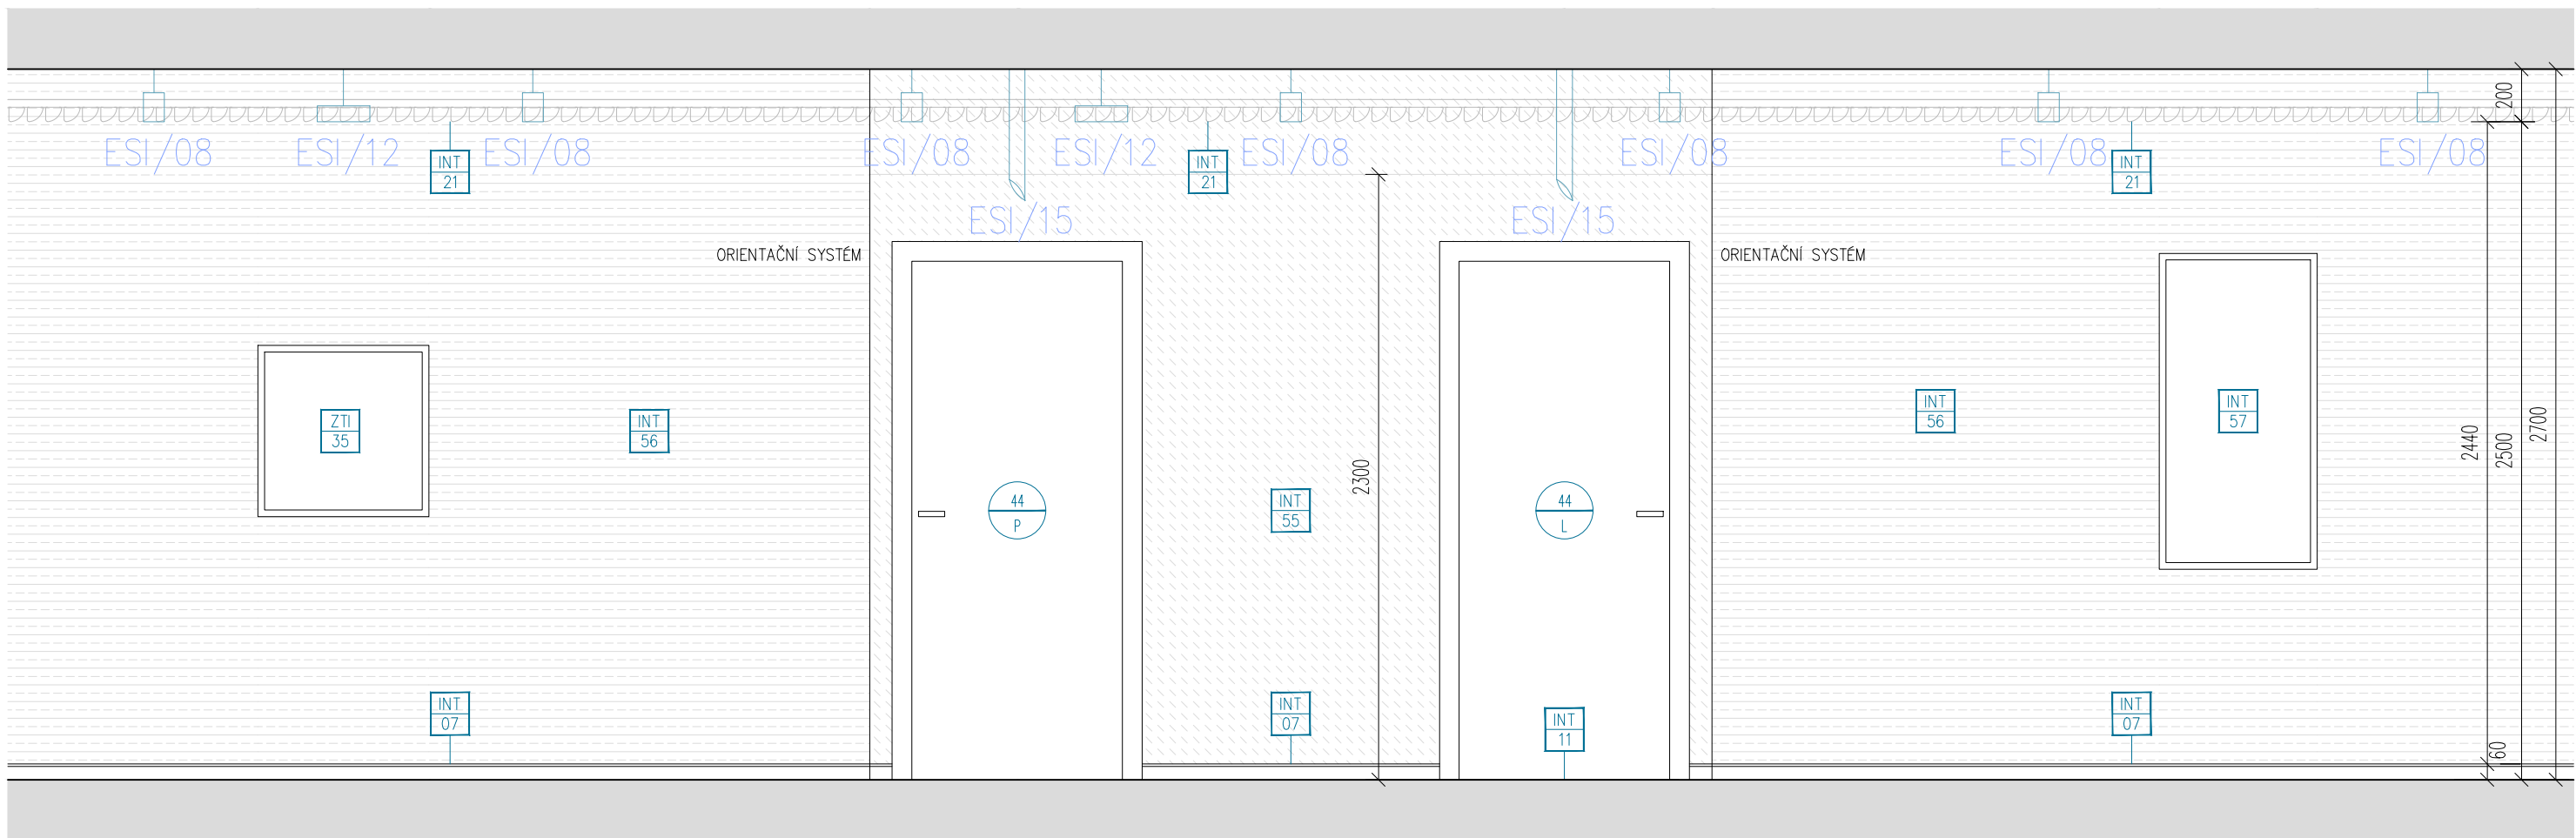 200
ESI/08
ESI/12
ESI/08
ESI/08
ESI/12
ESI/08
ESI/08
ESI/08
ESI/08
INT
21
INT
21
INT
21
ESI/15
ESI/15
ORIENTAČNÍ SYSTÉM
ORIENTAČNÍ SYSTÉM
ZTI
35
INT
56
INT
56
INT
57
2300
2440
2500
2700
44
P
INT
55
44
L
INT
07
INT
07
INT
11
INT
07
60